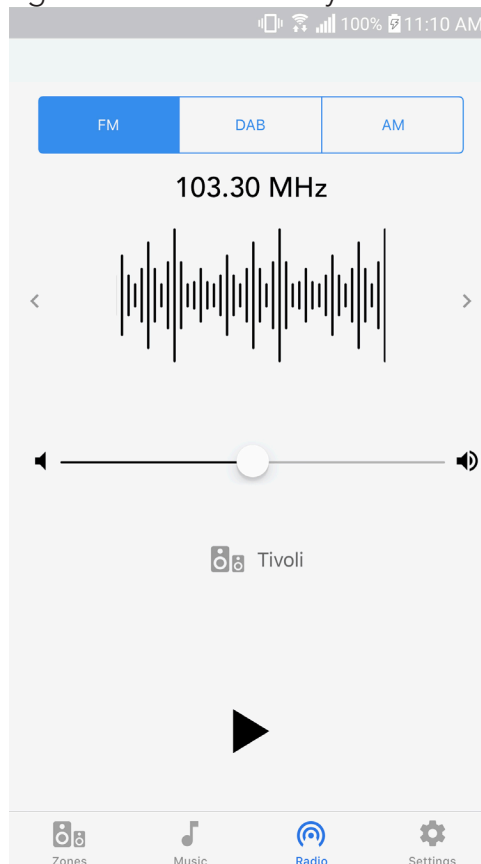 100% 11:10 AM
FM DAB AM
103.30 MHz
Tivoli
Zones Music Radio Settings